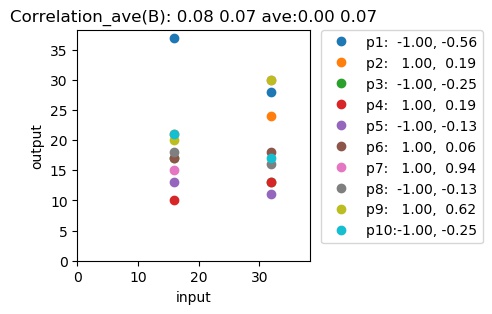 Correlation_ave(B): 0.08 0.07 ave:0.00 0.07
35
30
25
20
15
10
5
0
output
0 10 20 30
input
p1: -1.00, -0.56
p2: 1.00, 0.19
p3: -1.00, -0.25
p4: 1.00, 0.19
p5: -1.00, -0.13
p6: 1.00, 0.06
p7: 1.00, 0.94
p8: -1.00, -0.13
p9: 1.00, 0.62
p10:-1.00, -0.25